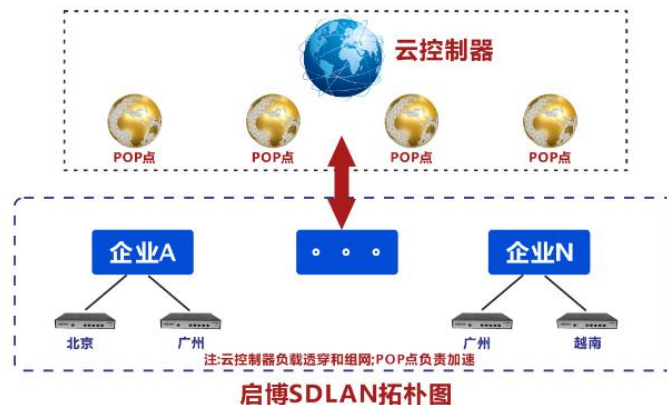 云控制器
POP点
POP点
POP点
POP点
企业A
企业N
北京
广州
广州
越南
注:云控制器负载透穿和组网;POP点负责加速
启博SDLAN拓朴图